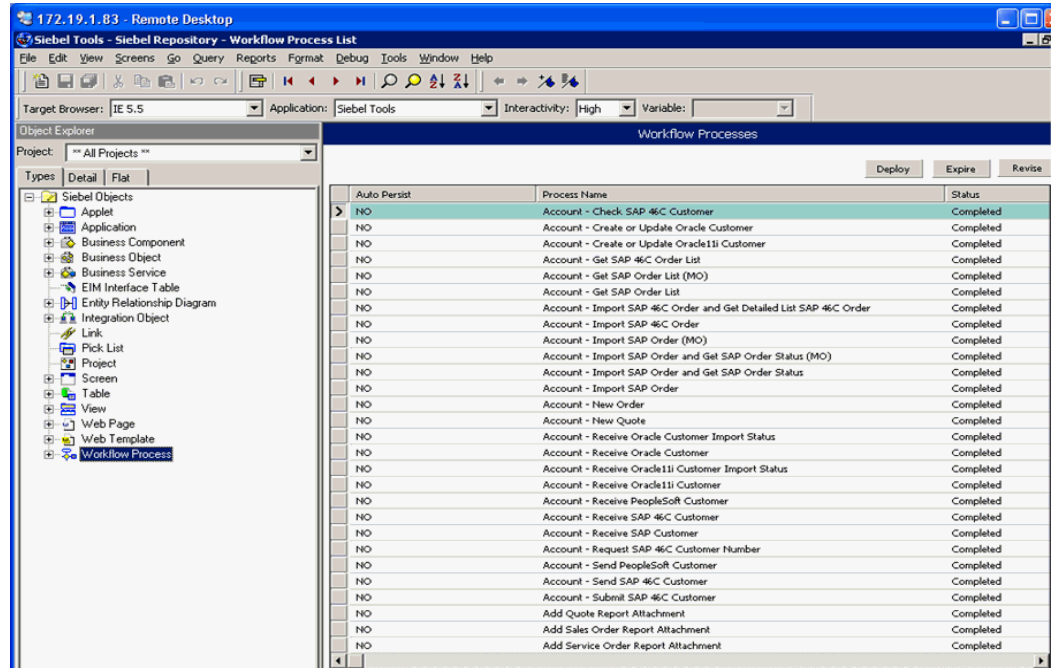 172.19.1.83 - Remote Desktop
Siebel Tools - Siebel Repository - Workflow Process List
File Edit View Screens Go Query Reports Format Debug Tools Window Help
Target Browser: IE 5.5 Application: Siebel Tools Interactivity: High Variable:
Object Explorer
Workflow Processes
Project: ** All Projects **
Deploy Expire Revise
Types Detail Flat
Auto Persist Process Name Status
Siebel Objects
Applet
Application
Business Component
Business Object
Business Service
EIM Interface Table
Entity Relationship Diagram
Integration Object
Link
Pick List
Project
Screen
Table
View
Web Page
Web Template
Workflow Process
NO Account - Check SAP 46C Customer Completed
NO Account - Create or Update Oracle Customer Completed
NO Account - Create or Update Oracle11i Customer Completed
NO Account - Get SAP 46C Order List Completed
NO Account - Get SAP Order List (MO) Completed
NO Account - Get SAP Order List Completed
NO Account - Import SAP 46C Order and Get Detailed List SAP 46C Order Completed
NO Account - Import SAP 46C Order Completed
NO Account - Import SAP Order (MO) Completed
NO Account - Import SAP Order and Get SAP Order Status (MO) Completed
NO Account - Import SAP Order and Get SAP Order Status Completed
NO Account - Import SAP Order Completed
NO Account - New Order Completed
NO Account - New Quote Completed
NO Account - Receive Oracle Customer Import Status Completed
NO Account - Receive Oracle Customer Completed
NO Account - Receive Oracle11i Customer Import Status Completed
NO Account - Receive Oracle11i Customer Completed
NO Account - Receive PeopleSoft Customer Completed
NO Account - Receive SAP 46C Customer Completed
NO Account - Receive SAP Customer Completed
NO Account - Request SAP 46C Customer Number Completed
NO Account - Send PeopleSoft Customer Completed
NO Account - Send SAP 46C Customer Completed
NO Account - Submit SAP 46C Customer Completed
NO Add Quote Report Attachment Completed
NO Add Sales Order Report Attachment Completed
NO Add Service Order Report Attachment Completed